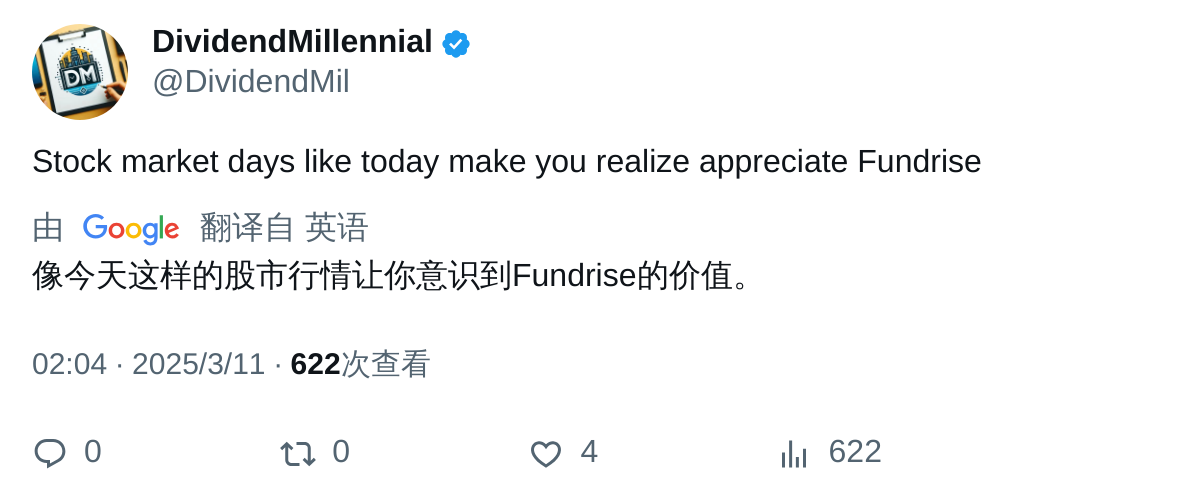 DividendMillennial
@DividendMil
DM
Stock market days like today make you realize appreciate Fundrise
由 Google 翻译自 英语
像今天这样的股市行情让你意识到Fundrise的价值。
02:04 · 2025/3/11 · 622次查看
0 0 4 622